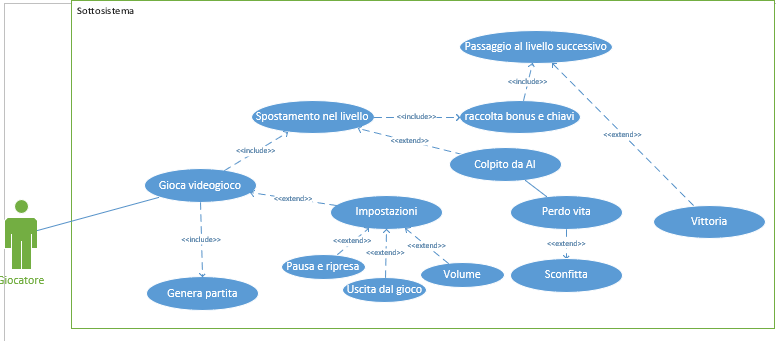 Sottosistema
Passaggio al livello successivo
<<include>>
Spostamento nel livello
<<include>>
raccolta bonus e chiavi
<<extend>>
<<extend>>
<<include>>
Colpito da AI
Gioca videogioco
<<extend>>
Impostazioni
Perdo vita
Vittoria
<<include>>
<<extend>>
<<extend>>
<<extend>>
<<extend>>
Pausa e ripresa
Volume
Sconfitta
Giocatore
Genera partita
Uscita dal gioco